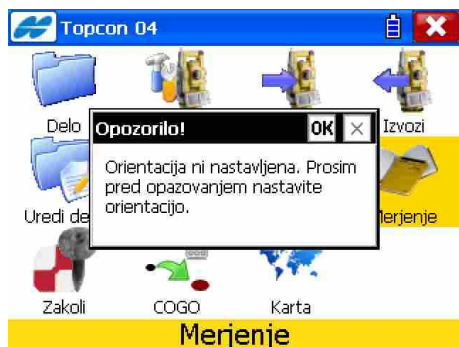 Topcon 04
Delo
Izvozi
Opozorilo!
OK
Orientacija ni nastavljena. Prosim
pred opazovanjem nastavite
orientacijo.
Uredi de
Merjenje
Zakoli
COGO
Karta
Merjenje